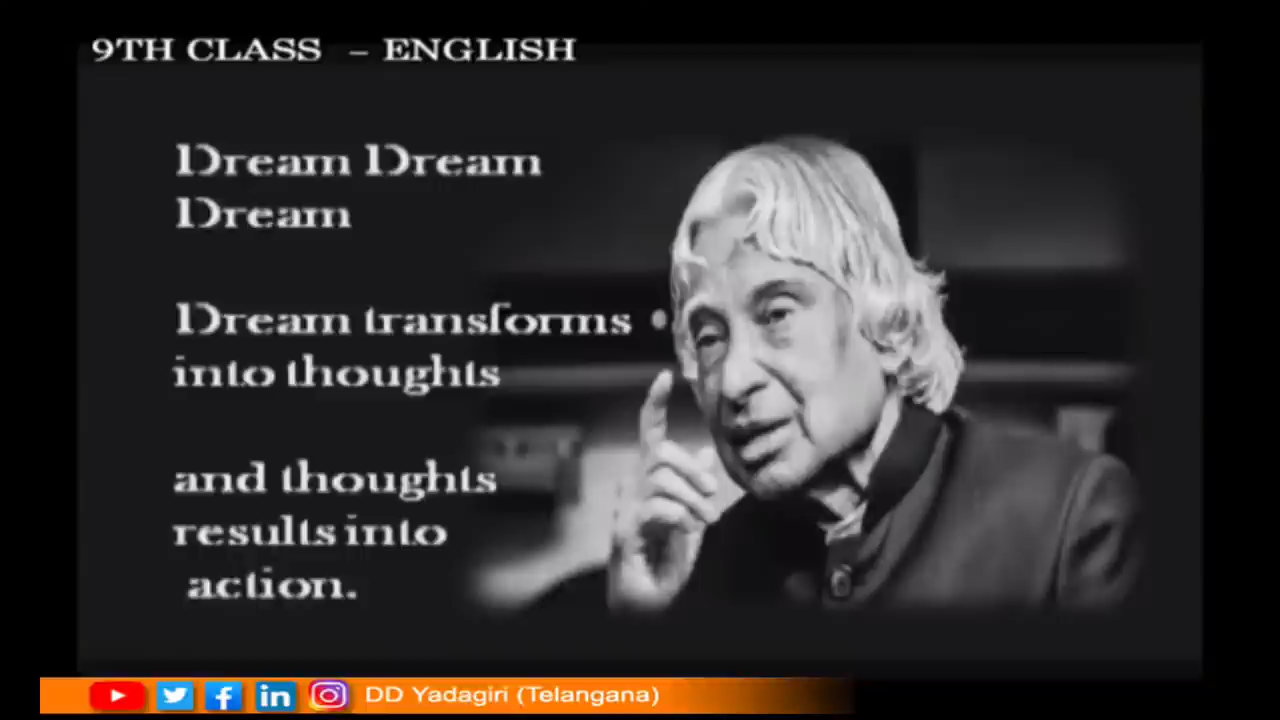 9TH CLASS – ENGLISH
Dream Dream
Dream
Dream transforms
into thoughts
and thoughts
results into
action.
DD Yadagiri (Telangana)